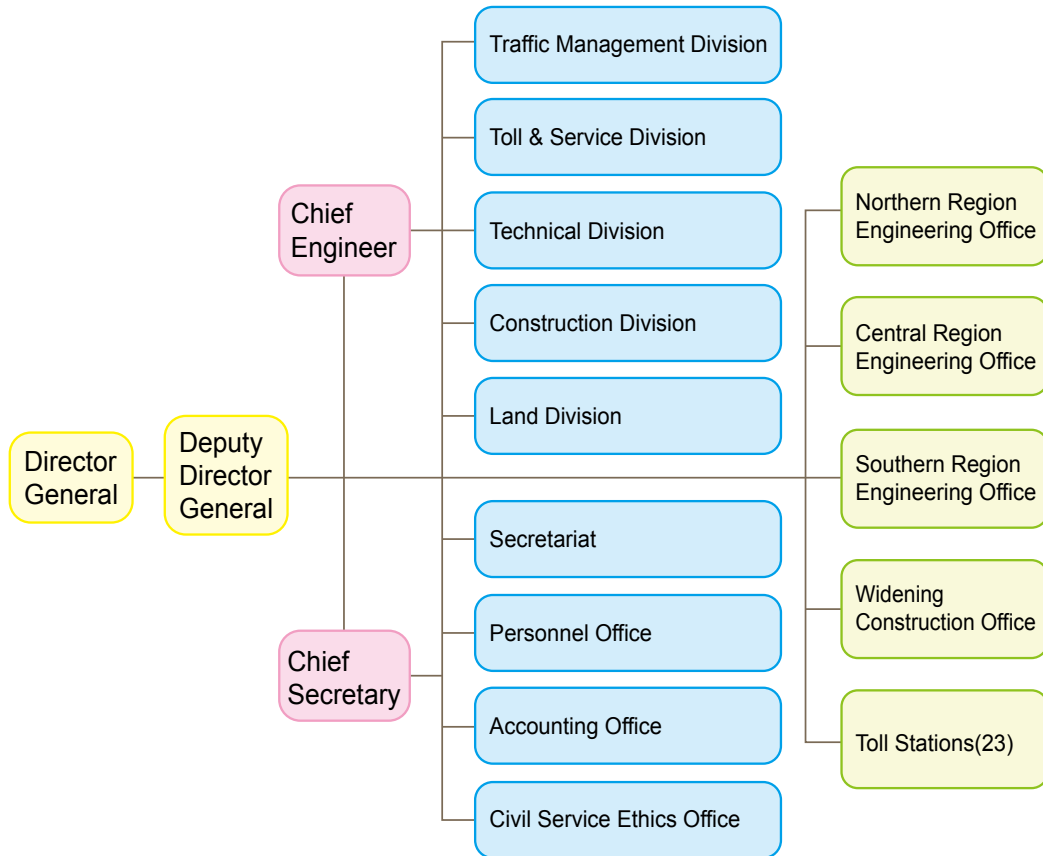 Director
General
Deputy
Director
General
Chief
Engineer
Chief
Secretary
Traffic Management Division
Toll & Service Division
Technical Division
Construction Division
Land Division
Secretariat
Personnel Office
Accounting Office
Civil Service Ethics Office
Northern Region
Engineering Office
Central Region
Engineering Office
Southern Region
Engineering Office
Widening
Construction Office
Toll Stations(23)